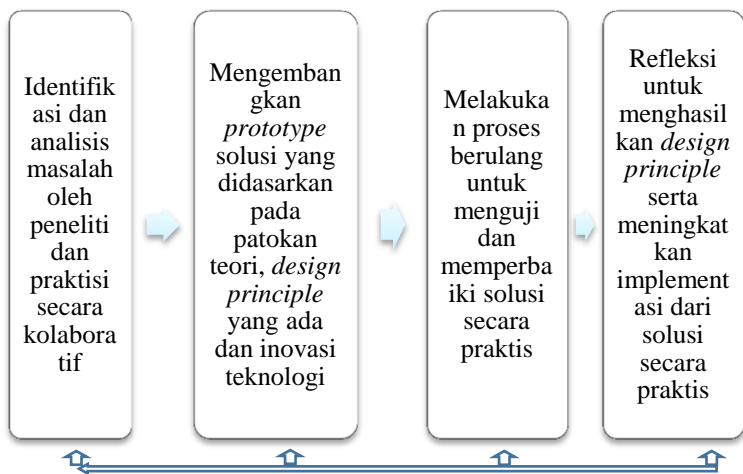 Identifik
asi dan
analisis
masalah
oleh
peneliti
dan
praktisi
secara
kolabora
tif
Mengemban
gkan
prototype
solusi yang
didasarkan
pada
patokan
teori, design
principle
yang ada
dan inovasi
teknologi
Melakuka
n proses
berulang
untuk
menguji
dan
memperba
iki solusi
secara
praktis
Refleksi
untuk
menghasil
kan design
principle
serta
meningkat
kan
implement
asi dari
solusi
secara
praktis